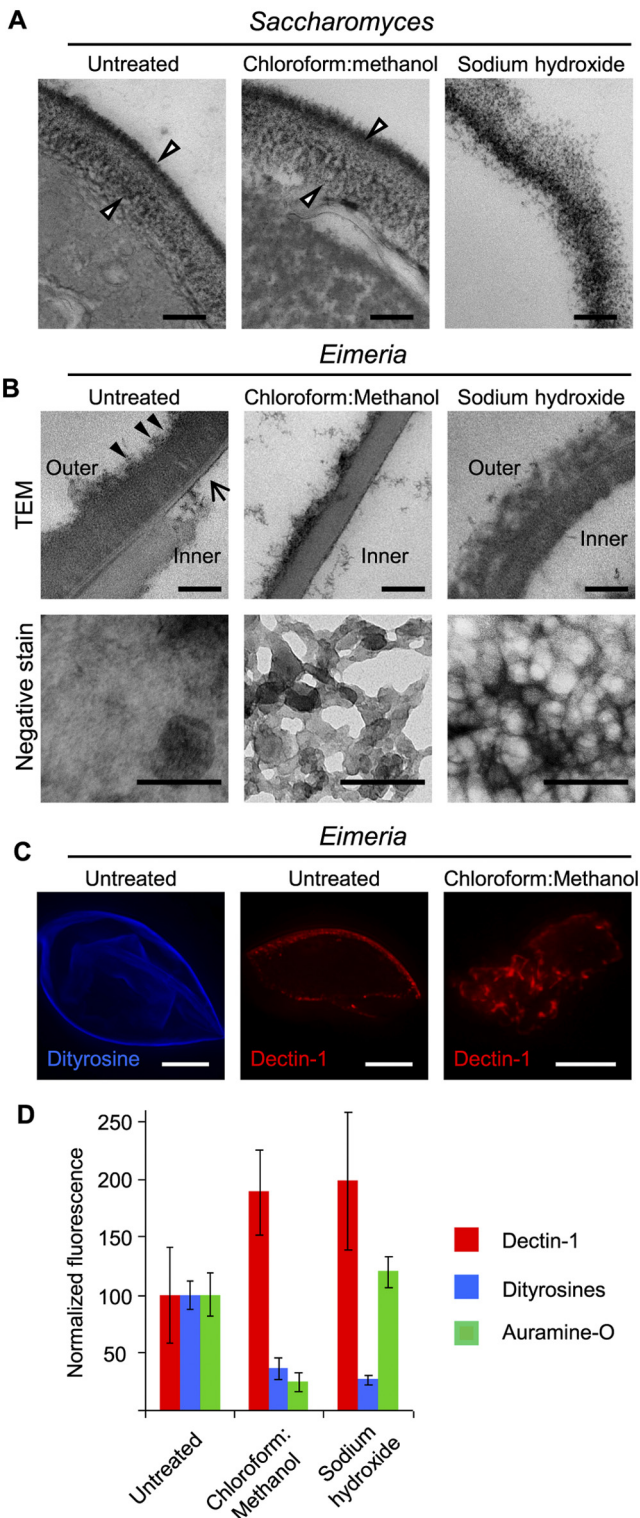 A
Saccharomyces
Untreated Chloroform:methanol Sodium hydroxide
Eimeria
B
Untreated Chloroform:Methanol Sodium hydroxide
TEM
Outer
Inner
Inner
Outer
Inner
Negative stain
Eimeria
C
Untreated Untreated Chloroform:Methanol
Dityrosine Dectin-1 Dectin-1
D
Normalized fluorescence
250
200
150
100
50
Untreated
Chloroform:
Methanol
Sodium
hydroxide
Dectin-1
Dityrosines
Auramine-O